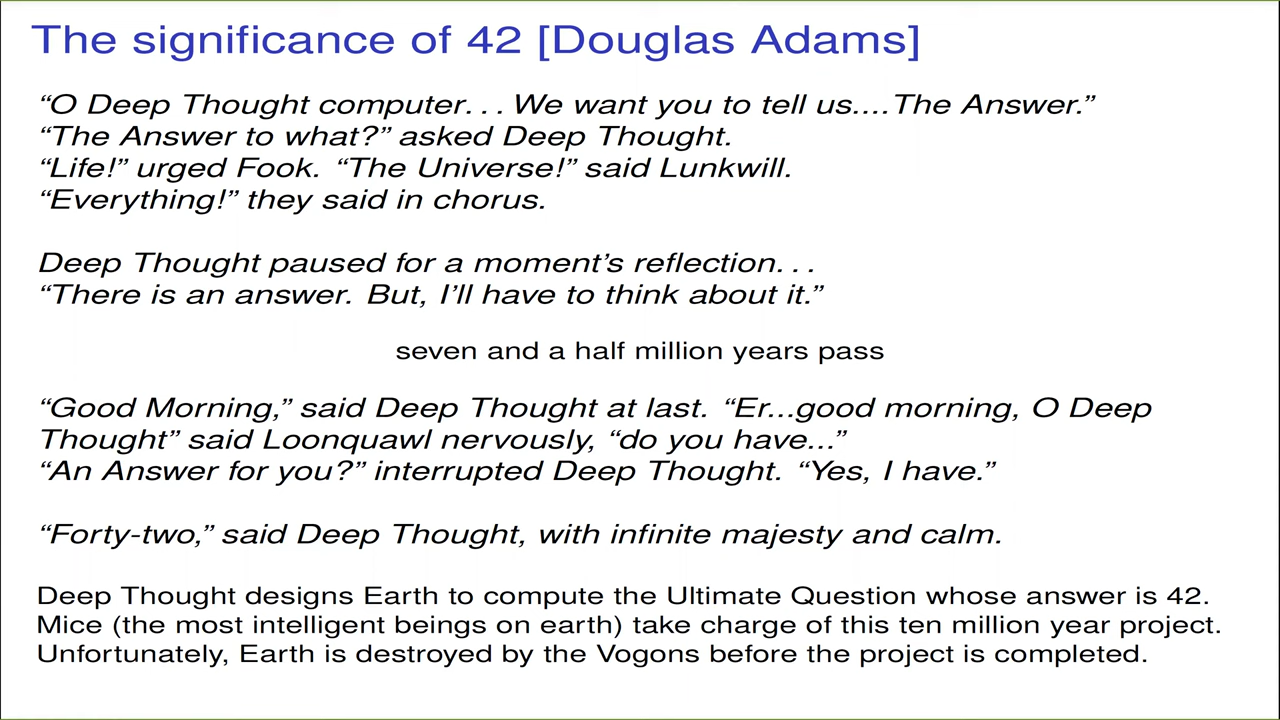 The significance of 42 [Douglas Adams]
“O Deep Thought computer. . . We want you to tell us....The Answer.”
“The Answer to what?” asked Deep Thought.
“Life!” urged Fook. “The Universe!” said Lunkwill.
“Everything!” they said in chorus.
Deep Thought paused for a moment’s reflection. . .
“There is an answer. But, I’ll have to think about it.”
seven and a half million years pass
“Good Morning,” said Deep Thought at last. “Er...good morning, O Deep
Thought” said Loonquawl nervously, “do you have...”
“An Answer for you?” interrupted Deep Thought. “Yes, I have.”
“Forty-two,” said Deep Thought, with infinite majesty and calm.
Deep Thought designs Earth to compute the Ultimate Question whose answer is 42.
Mice (the most intelligent beings on earth) take charge of this ten million year project.
Unfortunately, Earth is destroyed by the Vogons before the project is completed.